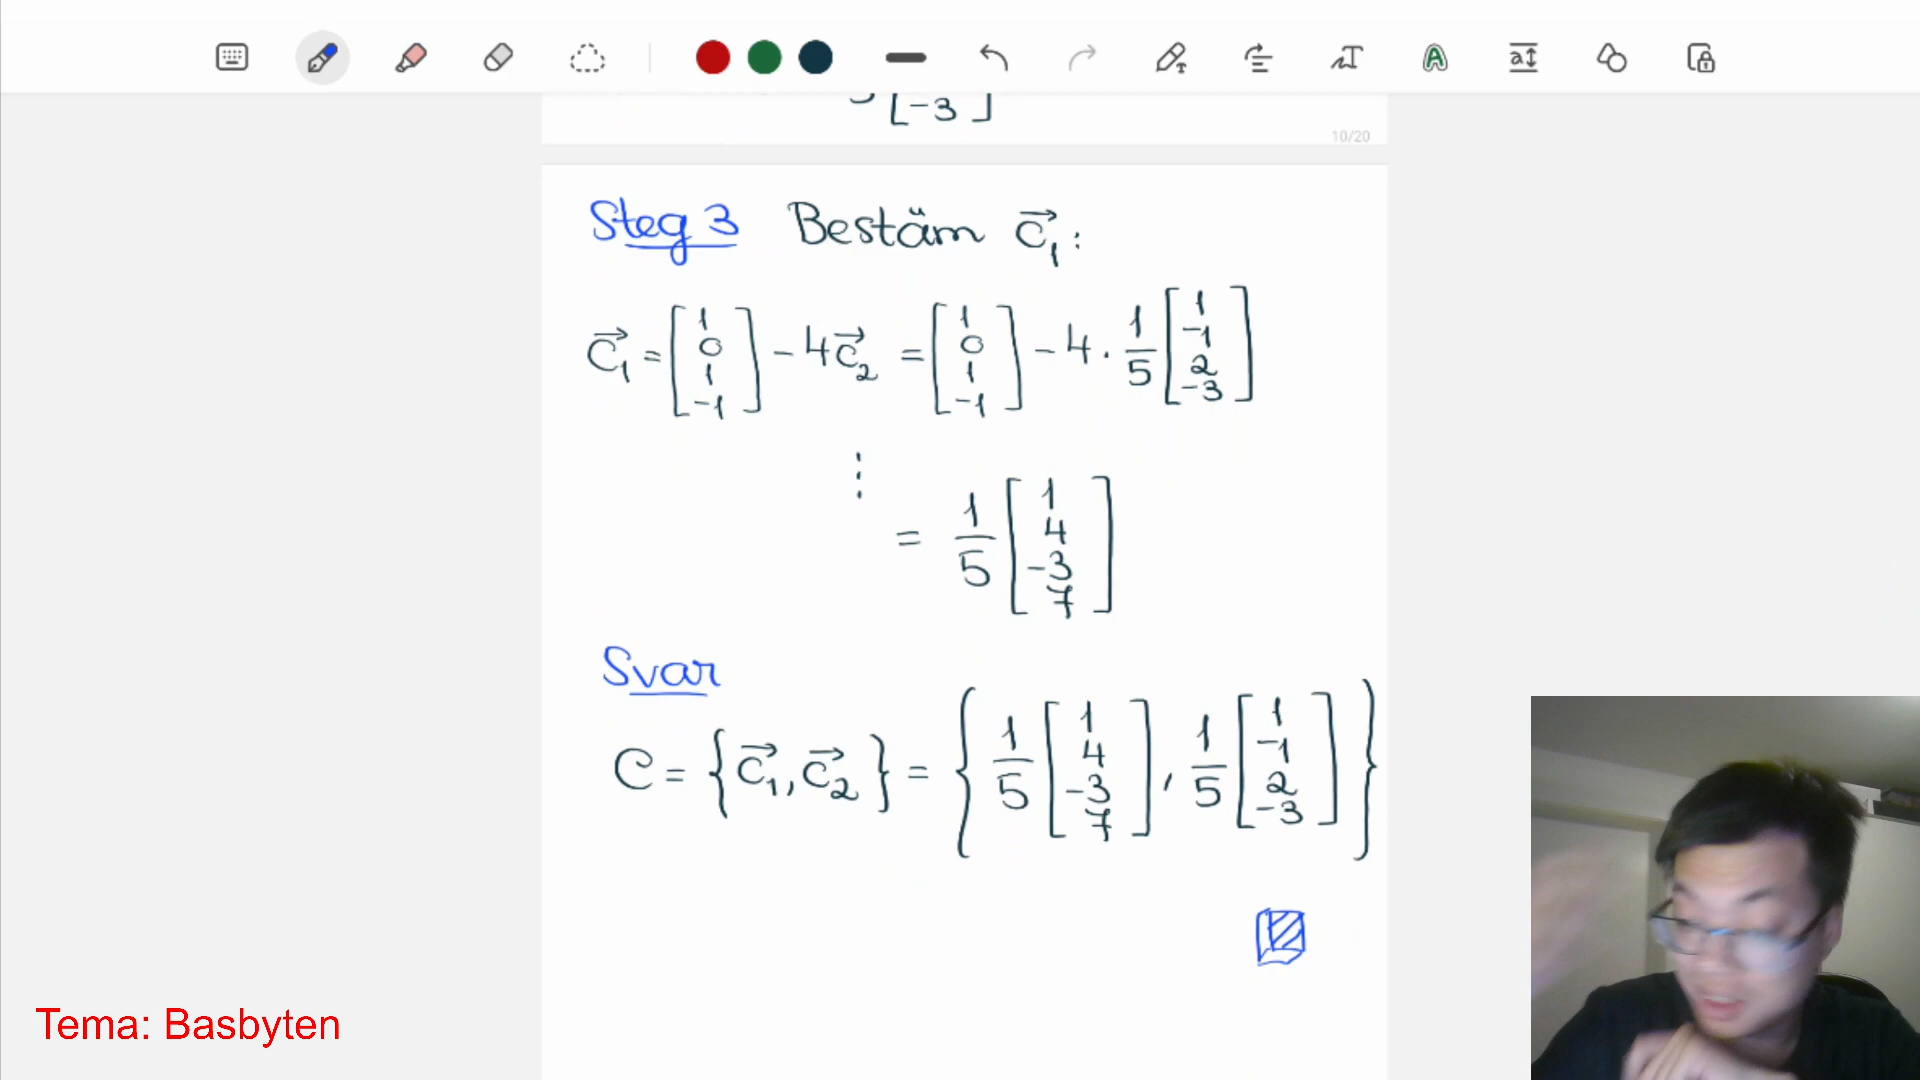 [-3]
10/20
Steg 3 Bestäm c⃗₁:
c⃗₁ = [1 0 1 -1] - 4c⃗₂ = [1 0 1 -1] - 4 · 1/5 [1 -1 2 -3]
⋮
= 1/5 [1 4 -3 7]
Svar
C = {c⃗₁, c⃗₂} = {1/5 [1 4 -3 7], 1/5 [1 -1 2 -3]}
Tema: Basbyten